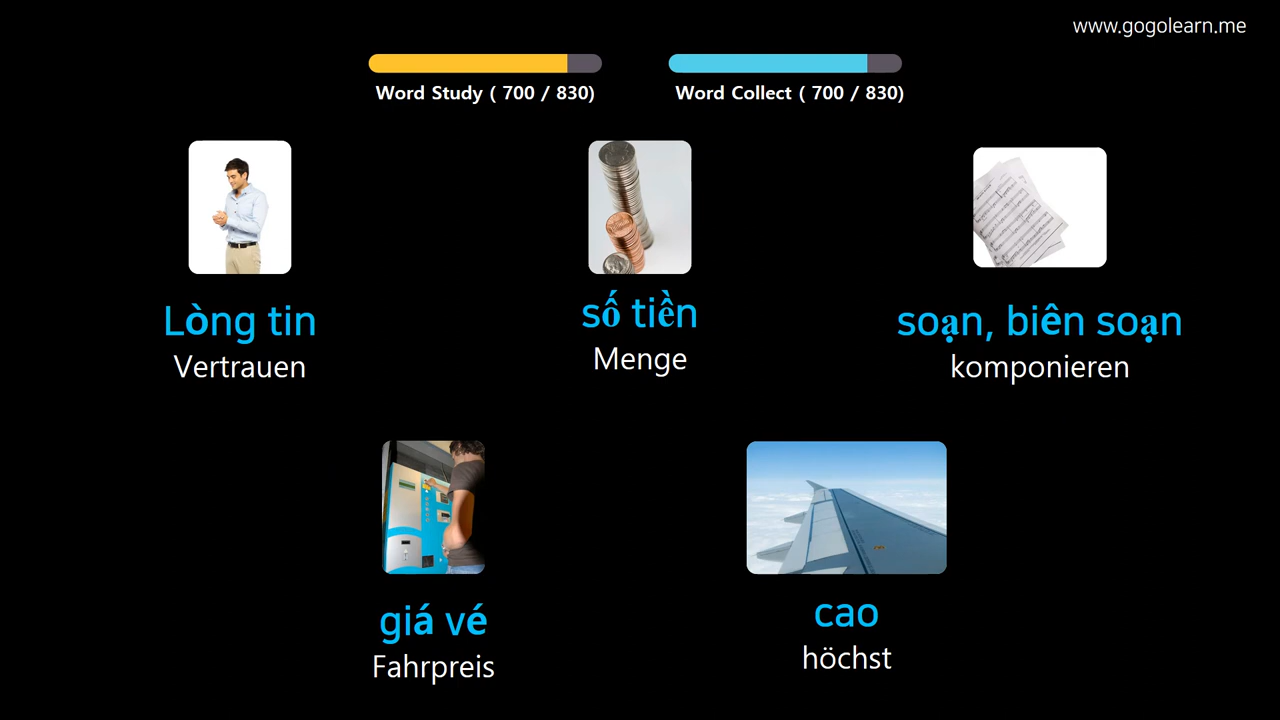 www.gogolearn.me
Word Study ( 700 / 830)
Word Collect ( 700 / 830)
Lòng tin
Vertrauen
số tiền
Menge
soạn, biên soạn
komponieren
giá vé
Fahrpreis
cao
höchst